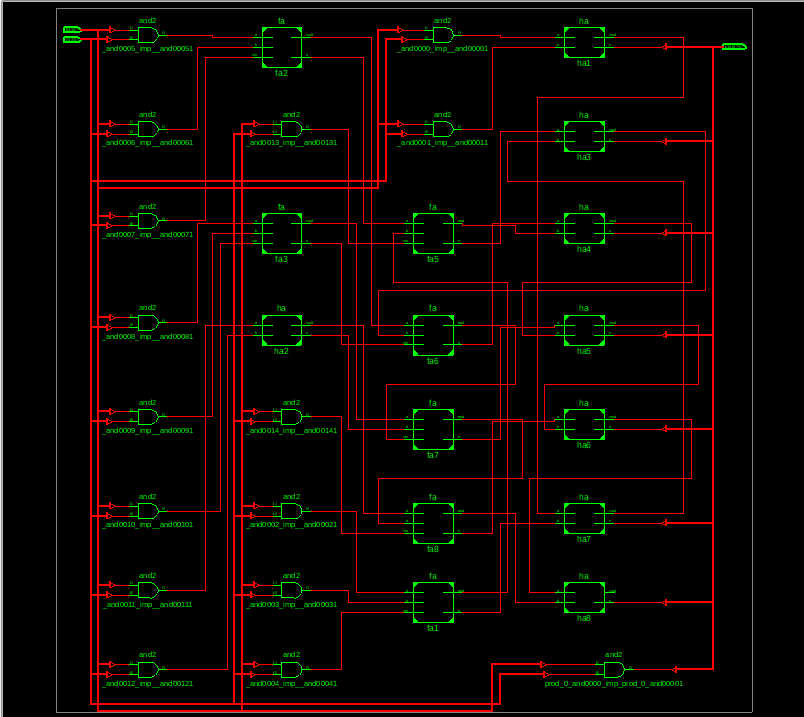 and2
fa
and2
ha
_and0005_imp__and00051
fa2
_and0000_imp__and00001
ha1
and2
and2
and2
ha
_and0006_imp__and00061
_and0013_imp__and00131
_and0001_imp__and00011
ha3
and2
fa
fa
ha
_and0007_imp__and00071
fa3
fa5
ha4
and2
ha
fa
ha
_and0008_imp__and00081
ha2
fa6
ha5
and2
and2
fa
ha
_and0009_imp__and00091
_and0014_imp__and00141
fa7
ha6
and2
and2
fa
ha
_and0010_imp__and00101
_and0002_imp__and00021
fa8
ha7
and2
and2
fa
ha
_and0011_imp__and00111
_and0003_imp__and00031
fa1
ha8
and2
and2
and2
_and0012_imp__and00121
_and0004_imp__and00041
prod_0_and0000_imp_prod_0_and00001